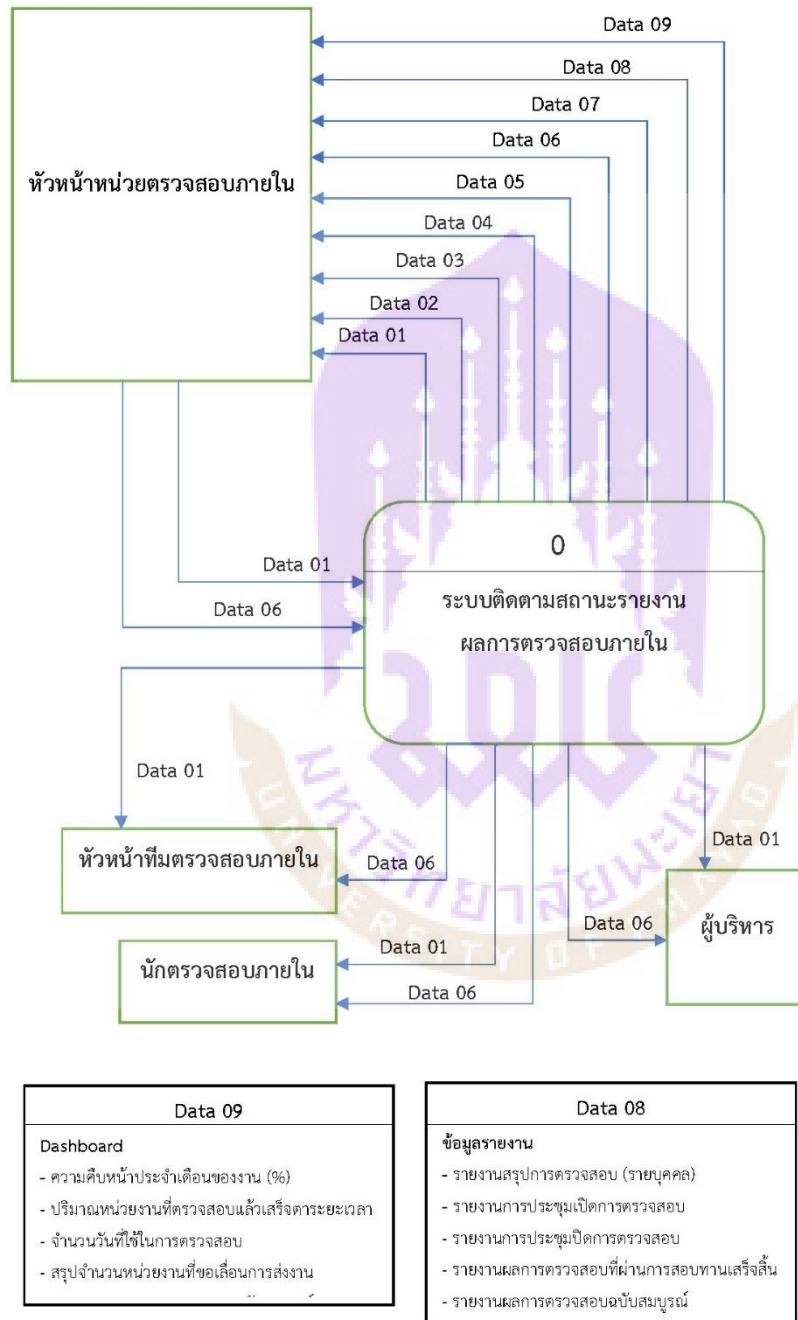 Data 09
Data 08
Data 07
Data 06
Data 05
Data 04
Data 03
Data 02
Data 01
หัวหน้าหน่วยตรวจสอบภายใน
0
ระบบติดตามสถานะรายงาน
ผลการตรวจสอบภายใน
Data 01
Data 06
Data 01
หัวหน้าทีมตรวจสอบภายใน
Data 06
Data 01
Data 06
ผู้บริหาร
นักตรวจสอบภายใน
Data 01
Data 06
มหาวิทยาลัยพะเยา
UNIVERSITY OF PHAYAO
Data 09
Dashboard
- ความคืบหน้าประจำเดือนของงาน (%)
- ปริมาณหน่วยงานที่ตรวจสอบแล้วเสร็จตาระยะเวลา
- จำนวนวันที่ใช้ในการตรวจสอบ
- สรุปจำนวนหน่วยงานที่ขอเลื่อนการส่งงาน
Data 08
ข้อมูลรายงาน
- รายงานสรุปการตรวจสอบ (รายบุคคล)
- รายงานการประชุมเปิดการตรวจสอบ
- รายงานการประชุมปิดการตรวจสอบ
- รายงานผลการตรวจสอบที่ผ่านการสอบทานเสร็จสิ้น
- รายงานผลการตรวจสอบฉบับสมบูรณ์